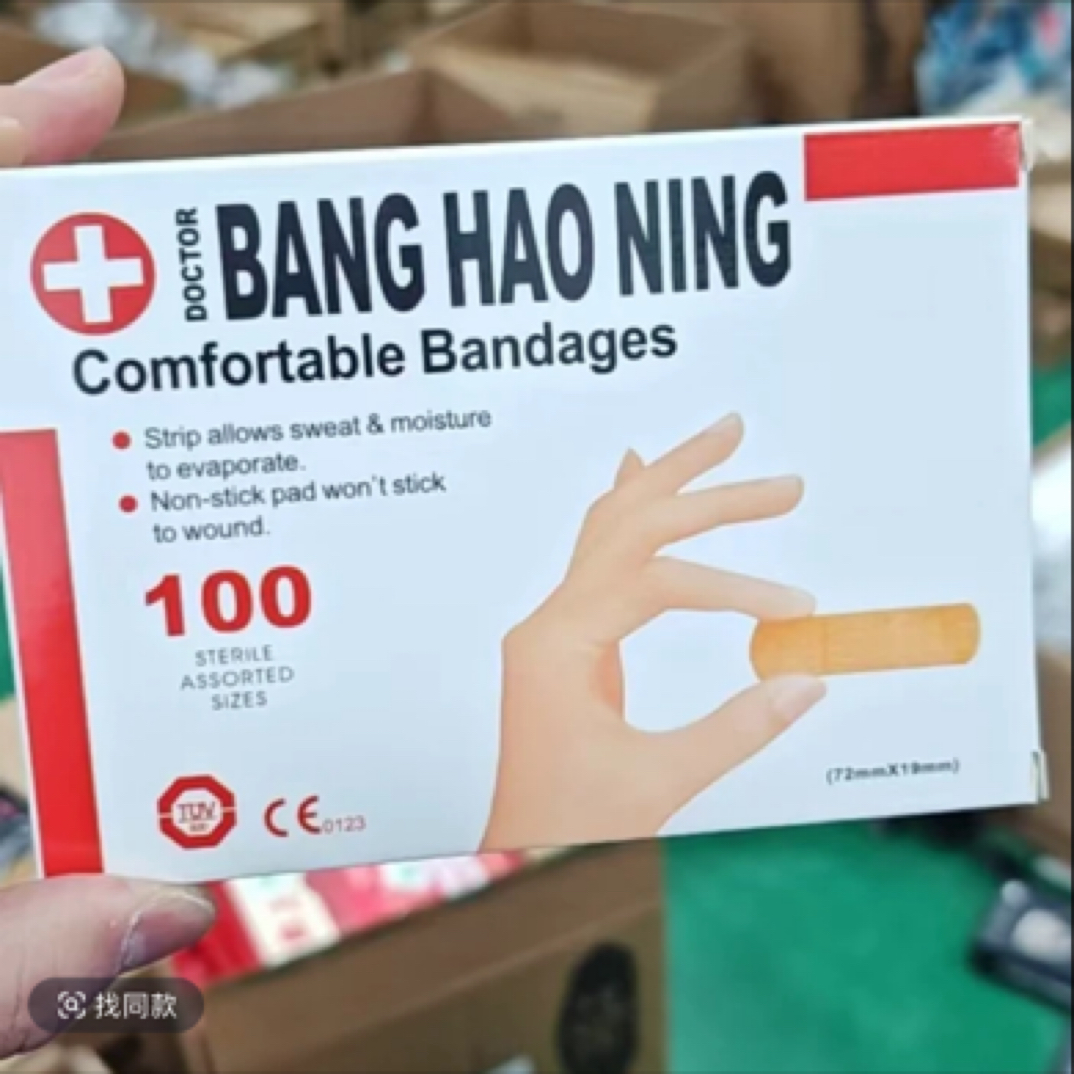 DOCTOR
BANG HAO NING
Comfortable Bandages
Strip allows sweat & moisture
to evaporate.
Non-stick pad won't stick
to wound.
100
STERILE
ASSORTED
SIZES
(72mmX19mm)
TUV
CE0123
找同款